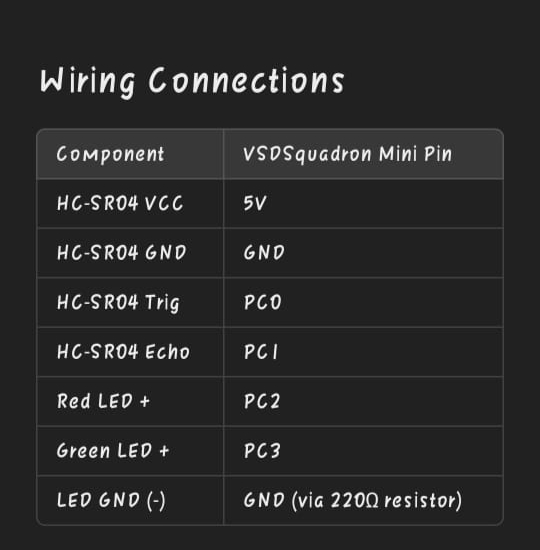 Wiring Connections
Component VSDSquadron Mini Pin
HC-SR04 VCC 5V
HC-SR04 GND GND
HC-SR04 Trig PC0
HC-SR04 Echo PC1
Red LED + PC2
Green LED + PC3
LED GND (-) GND (via 220Ω resistor)